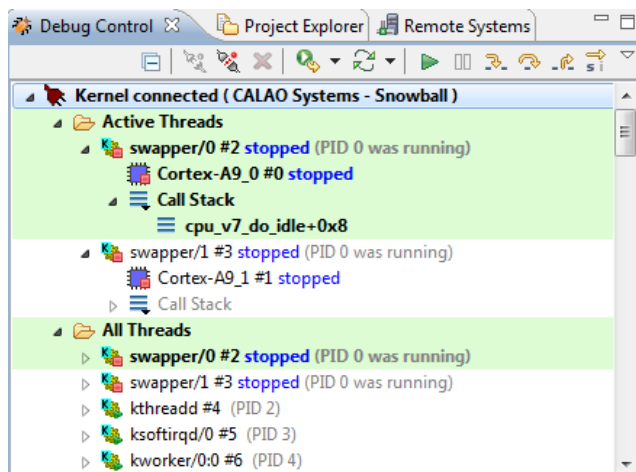 Debug Control Project Explorer Remote Systems
Kernel connected ( CALAO Systems - Snowball )
Active Threads
swapper/0 #2 stopped (PID 0 was running)
Cortex-A9_0 #0 stopped
Call Stack
cpu_v7_do_idle+0x8
swapper/1 #3 stopped (PID 0 was running)
Cortex-A9_1 #1 stopped
Call Stack
All Threads
swapper/0 #2 stopped (PID 0 was running)
swapper/1 #3 stopped (PID 0 was running)
kthreadd #4 (PID 2)
ksoftirqd/0 #5 (PID 3)
kworker/0:0 #6 (PID 4)